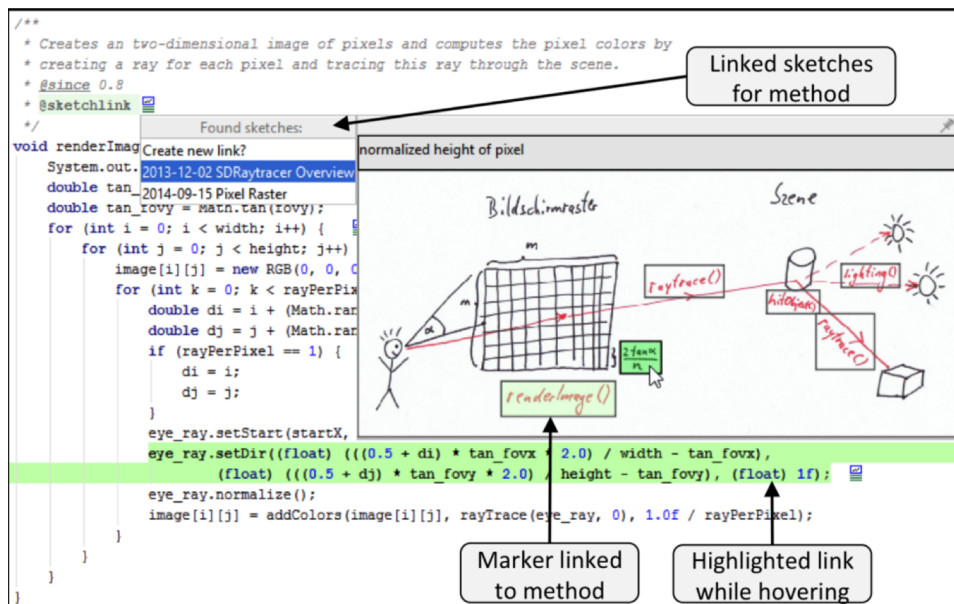 /**
* Creates an two-dimensional image of pixels and computes the pixel colors by
* creating a ray for each pixel and tracing this ray through the scene.
* @since 0.8
* @sketchlink
*/
Linked sketches
for method
Found sketches:
Create new link?
2013-12-02 SDRaytracer Overview
2014-09-15 Pixel Raster
normalized height of pixel
void renderImag
System.out.
double tan_
double tan_fovy = Math.tan(fovy);
for (int i = 0; i < width; i++) {
for (int j = 0; j < height; j++)
image[i][j] = new RGB(0, 0, 0
for (int k = 0; k < rayPerPix
double di = i + (Math.ran
double dj = j + (Math.ran
if (rayPerPixel == 1) {
di = i;
dj = j;
}
eye_ray.setStart(startX,
Bildschirmraster
Szene
m
raytrace()
lighting()
n
α
hitObject()
raytrace()
2 tan α
n
renderImage()
eye_ray.setDir((float) (((0.5 + di) * tan_fovx * 2.0) / width - tan_fovx),
(float) (((0.5 + dj) * tan_fovy * 2.0) / height - tan_fovy), (float) 1f);
eye_ray.normalize();
image[i][j] = addColors(image[i][j], rayTrace(eye_ray, 0), 1.0f / rayPerPixel);
}
}
}
}
Marker linked
to method
Highlighted link
while hovering